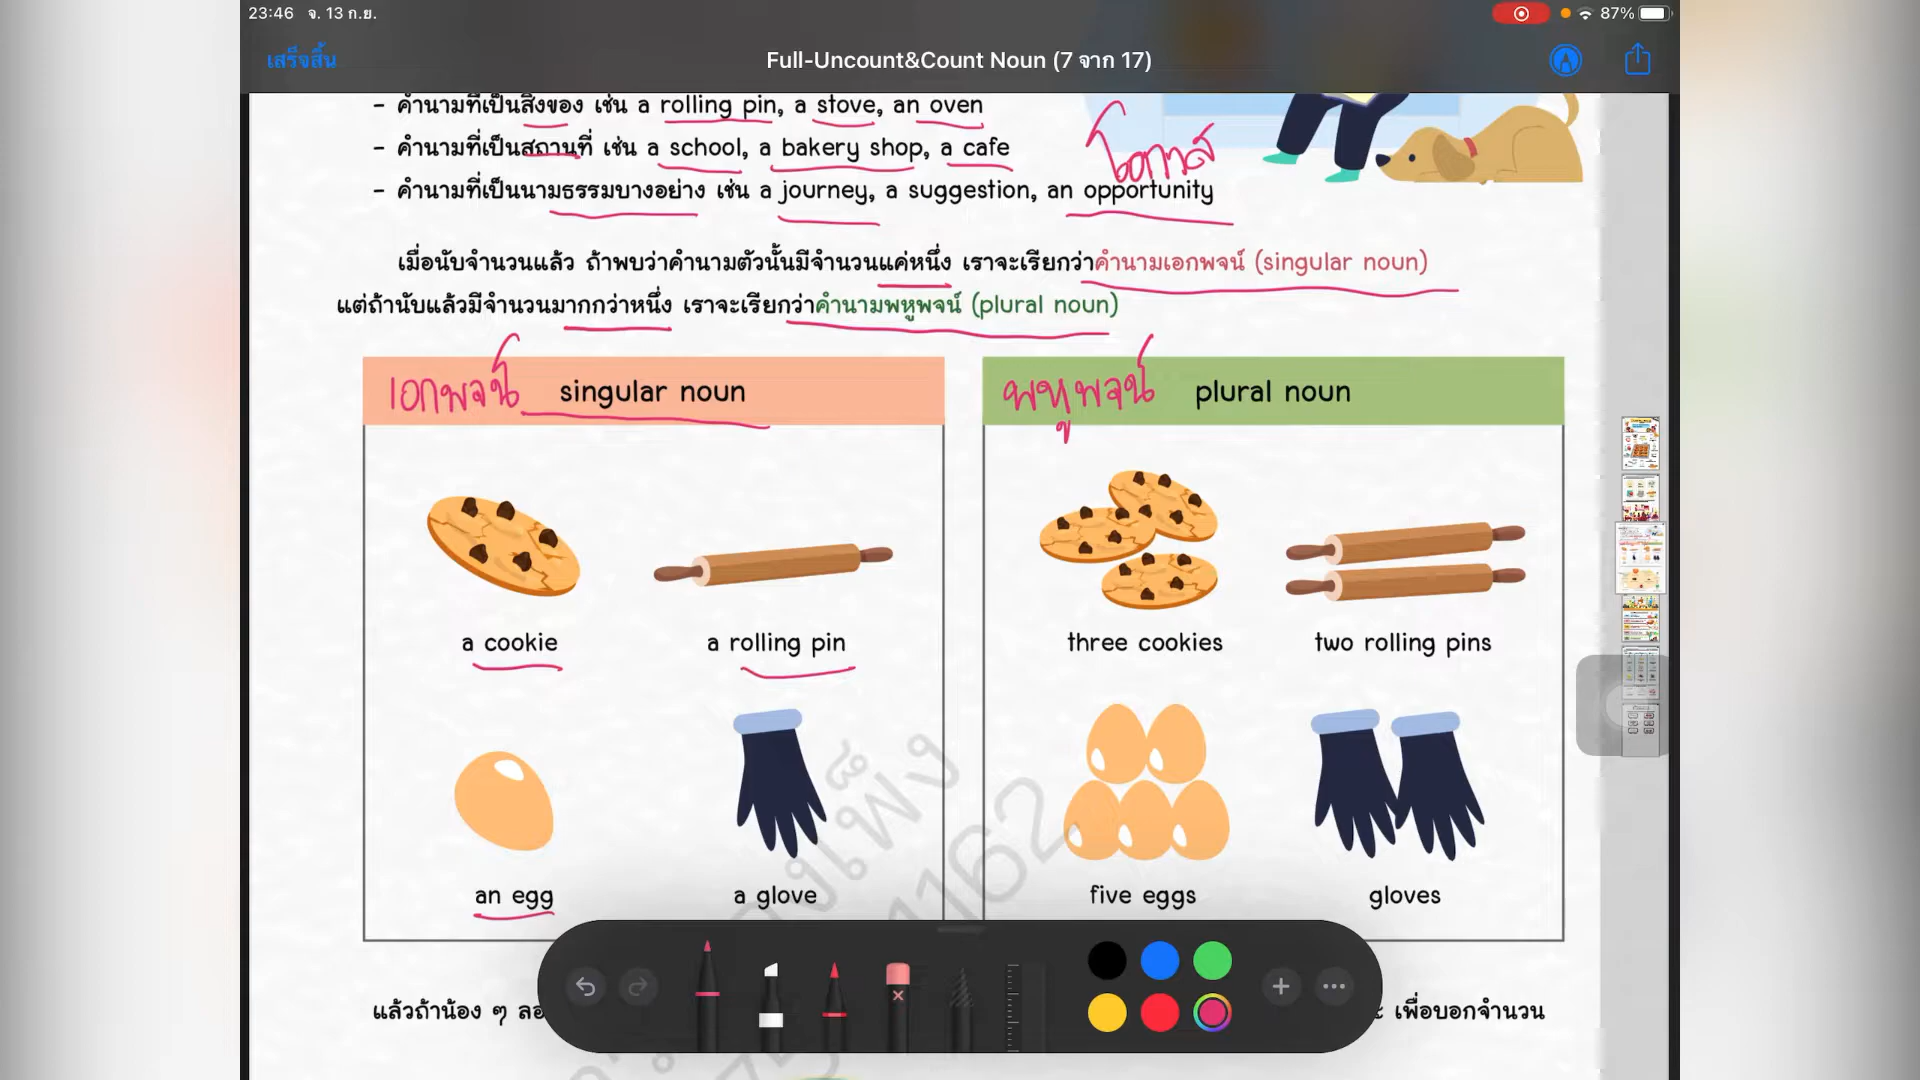 23:46 จ. 13 ก.ย.
87%
เสร็จสิ้น
Full-Uncount&Count Noun (7 จาก 17)
- คำนามที่เป็นสิ่งของ เช่น a rolling pin, a stove, an oven
- คำนามที่เป็นสถานที่ เช่น a school, a bakery shop, a cafe
โอกาส
- คำนามที่เป็นนามธรรมบางอย่าง เช่น a journey, a suggestion, an opportunity
เมื่อนับจำนวนแล้ว ถ้าพบว่าคำนามตัวนั้นมีจำนวนแค่หนึ่ง เราจะเรียกว่าคำนามเอกพจน์ (singular noun)
แต่ถ้านับแล้วมีจำนวนมากกว่าหนึ่ง เราจะเรียกว่าคำนามพหูพจน์ (plural noun)
เอกพจน์ singular noun
พหูพจน์ plural noun
a cookie
a rolling pin
three cookies
two rolling pins
an egg
a glove
five eggs
gloves
แล้วถ้าน้อง ๆ
เพื่อบอกจำนวน